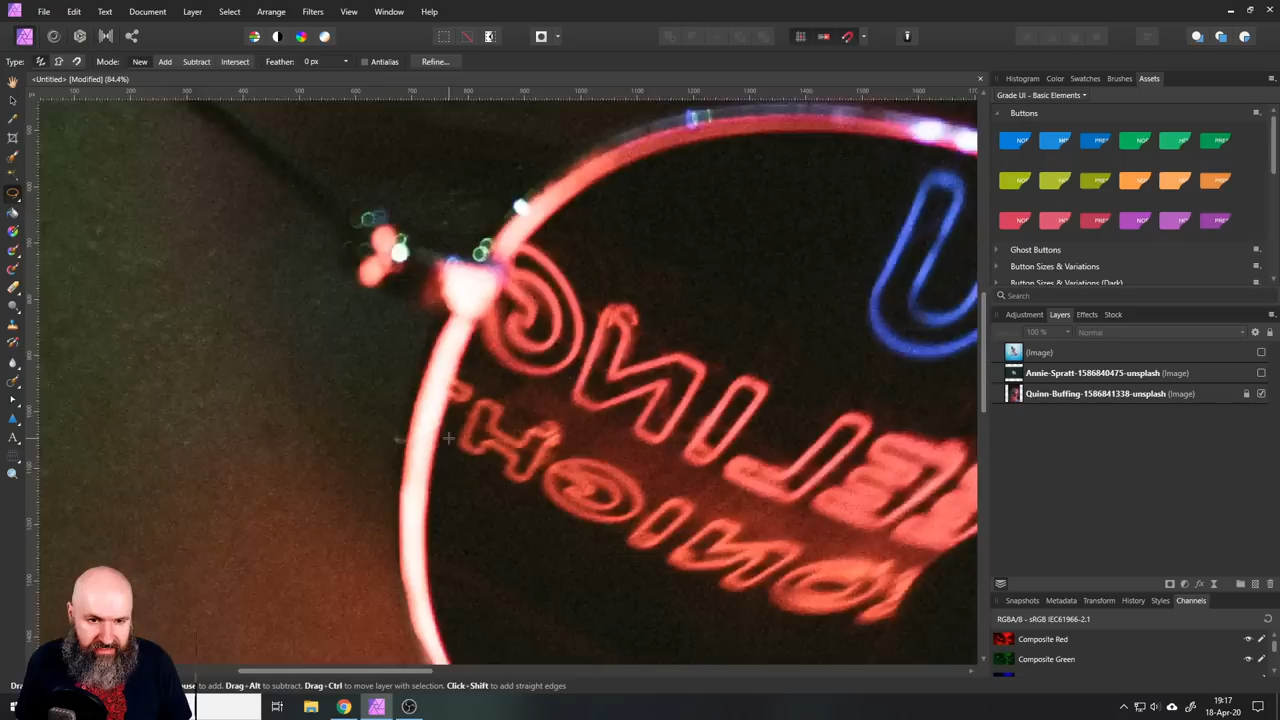 File Edit Text Document Layer Select Arrange Filters View Window Help
Type: Mode: New Add Subtract Intersect Feather: 0 px Antialias Refine...
<Untitled> [Modified] (84.4%)
Histogram Color Swatches Brushes Assets
Grade UI - Basic Elements
Buttons
Ghost Buttons
Button Sizes & Variations
Button Sizes & Variations (Dark)
Search
Adjustment Layers Effects Stock
100 % Normal
(Image)
Annie-Spratt-1586840475-unsplash (Image)
Quinn-Buffing-1586841338-unsplash (Image)
Snapshots Metadata Transform History Styles Channels
RGBA/8 - sRGB IEC61966-2.1
Composite Red
Composite Green
to add. Drag+Alt to subtract. Drag+Ctrl to move layer with selection. Click+Shift to add straight edges
19:17
18-Apr-20